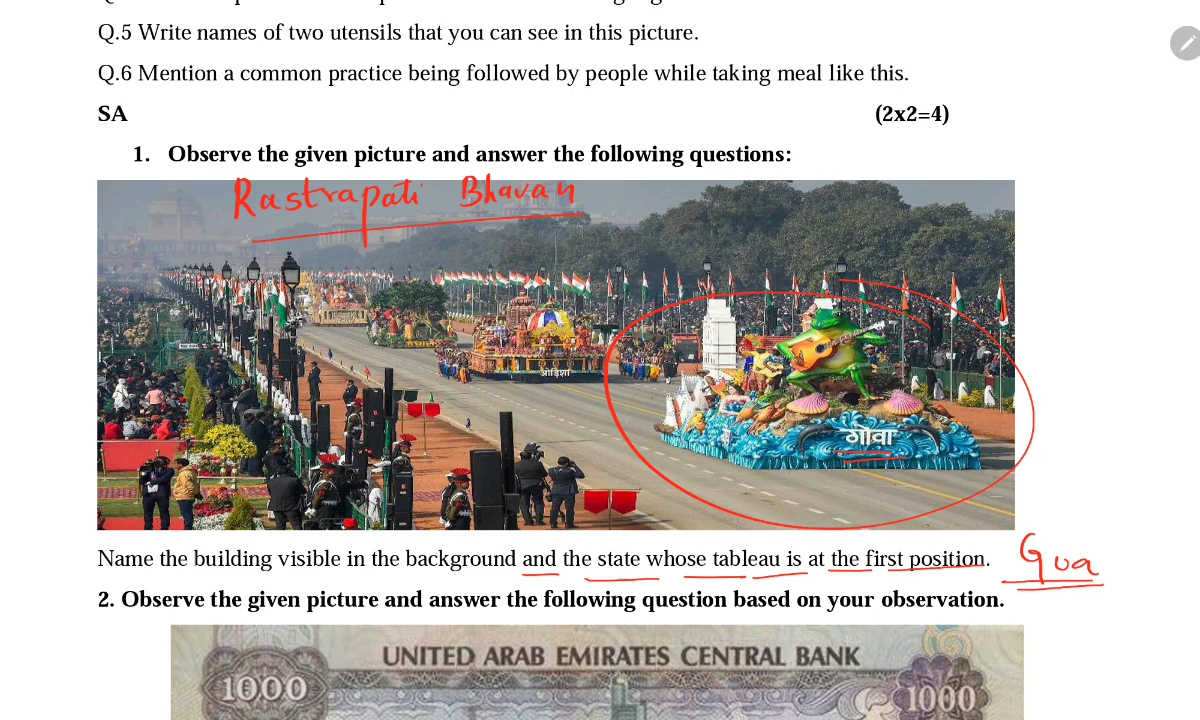 Q.5 Write names of two utensils that you can see in this picture.
Q.6 Mention a common practice being followed by people while taking meal like this.
SA (2x2=4)
1. Observe the given picture and answer the following questions:
Rastrapati Bhavan
ओड़िशा
गोवा
Name the building visible in the background and the state whose tableau is at the first position. Goa
2. Observe the given picture and answer the following question based on your observation.
UNITED ARAB EMIRATES CENTRAL BANK
1000 1000